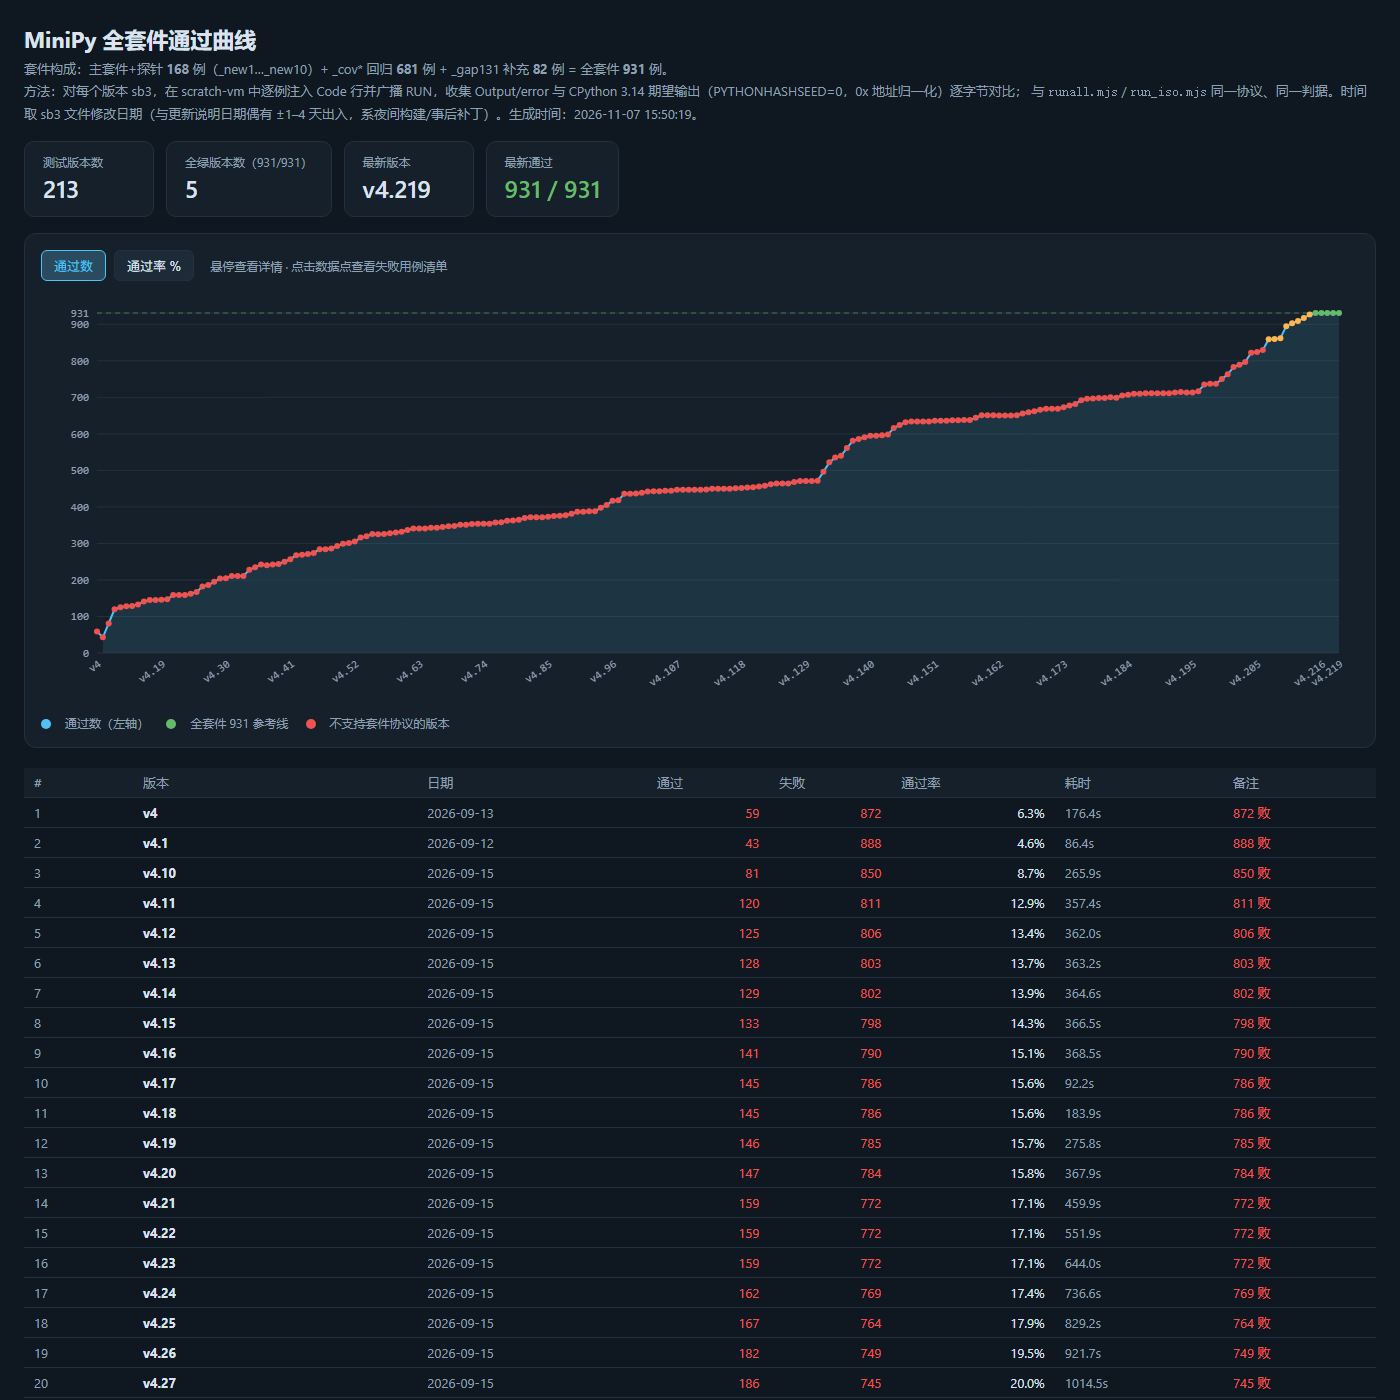 MiniPy 全套件通过曲线
套件构成：主套件+探针 168 例（_new1…_new10）+ _cov* 回归 681 例 + _gap131 补充 82 例 = 全套件 931 例。
方法：对每个版本 sb3，在 scratch-vm 中逐例注入 Code 行并广播 RUN，收集 Output/error 与 CPython 3.14 期望输出（PYTHONHASHSEED=0，0x 地址归一化）逐字节对比； 与 runall.mjs / run_iso.mjs 同一协议、同一判据。时间
取 sb3 文件修改日期（与更新说明日期偶有 ±1–4 天出入，系夜间构建/事后补丁）。生成时间：2026-11-07 15:50:19。
测试版本数 全绿版本数（931/931） 最新版本 最新通过
213 5 v4.219 931 / 931
通过数 通过率 % 悬停查看详情 · 点击数据点查看失败用例清单
931
900
800
700
600
500
400
300
200
100
0
v4 v4.19 v4.30 v4.41 v4.52 v4.63 v4.74 v4.85 v4.96 v4.107 v4.118 v4.129 v4.140 v4.151 v4.162 v4.173 v4.184 v4.195 v4.205 v4.216 v4.219
通过数（左轴） 全套件 931 参考线 不支持套件协议的版本
# 版本 日期 通过 失败 通过率 耗时 备注
1 v4 2026-09-13 59 872 6.3% 176.4s 872 败
2 v4.1 2026-09-12 43 888 4.6% 86.4s 888 败
3 v4.10 2026-09-15 81 850 8.7% 265.9s 850 败
4 v4.11 2026-09-15 120 811 12.9% 357.4s 811 败
5 v4.12 2026-09-15 125 806 13.4% 362.0s 806 败
6 v4.13 2026-09-15 128 803 13.7% 363.2s 803 败
7 v4.14 2026-09-15 129 802 13.9% 364.6s 802 败
8 v4.15 2026-09-15 133 798 14.3% 366.5s 798 败
9 v4.16 2026-09-15 141 790 15.1% 368.5s 790 败
10 v4.17 2026-09-15 145 786 15.6% 92.2s 786 败
11 v4.18 2026-09-15 145 786 15.6% 183.9s 786 败
12 v4.19 2026-09-15 146 785 15.7% 275.8s 785 败
13 v4.20 2026-09-15 147 784 15.8% 367.9s 784 败
14 v4.21 2026-09-15 159 772 17.1% 459.9s 772 败
15 v4.22 2026-09-15 159 772 17.1% 551.9s 772 败
16 v4.23 2026-09-15 159 772 17.1% 644.0s 772 败
17 v4.24 2026-09-15 162 769 17.4% 736.6s 769 败
18 v4.25 2026-09-15 167 764 17.9% 829.2s 764 败
19 v4.26 2026-09-15 182 749 19.5% 921.7s 749 败
20 v4.27 2026-09-15 186 745 20.0% 1014.5s 745 败